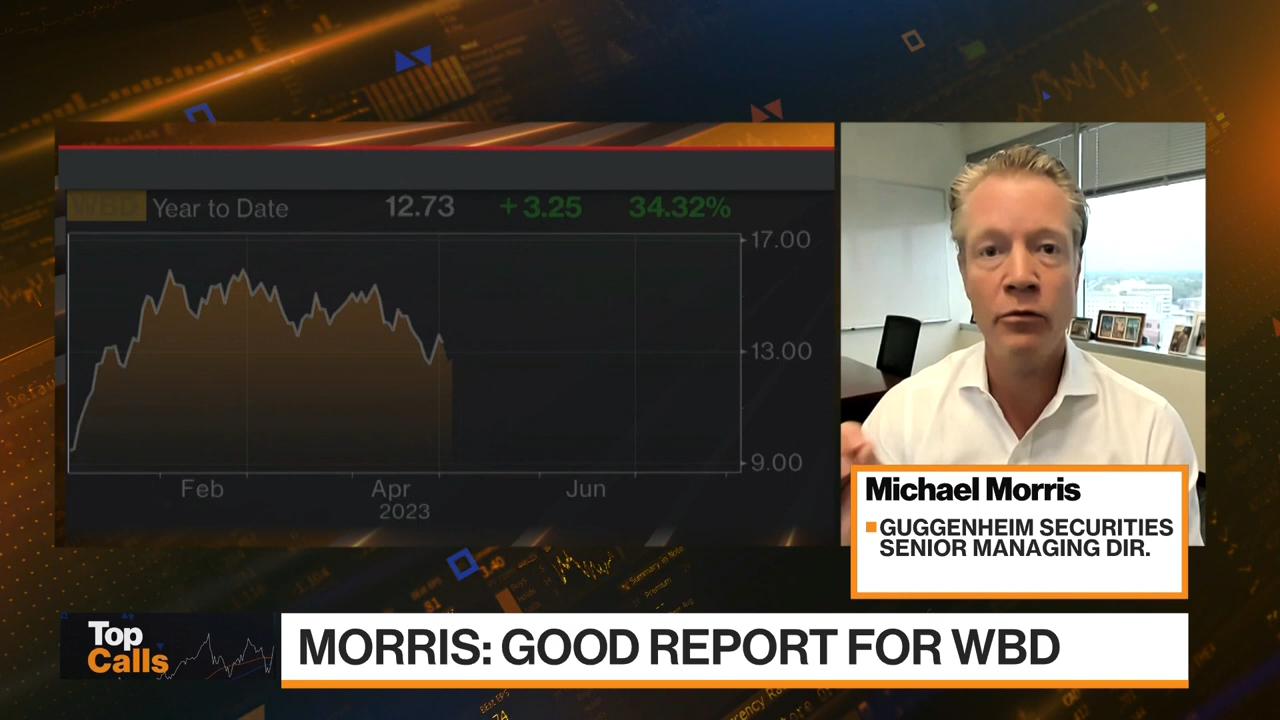 WBD Year to Date 12.73 +3.25 34.32%
17.00
13.00
9.00
Feb Apr Jun
2023
Michael Morris
GUGGENHEIM SECURITIES
SENIOR MANAGING DIR.
Top
Calls
MORRIS: GOOD REPORT FOR WBD